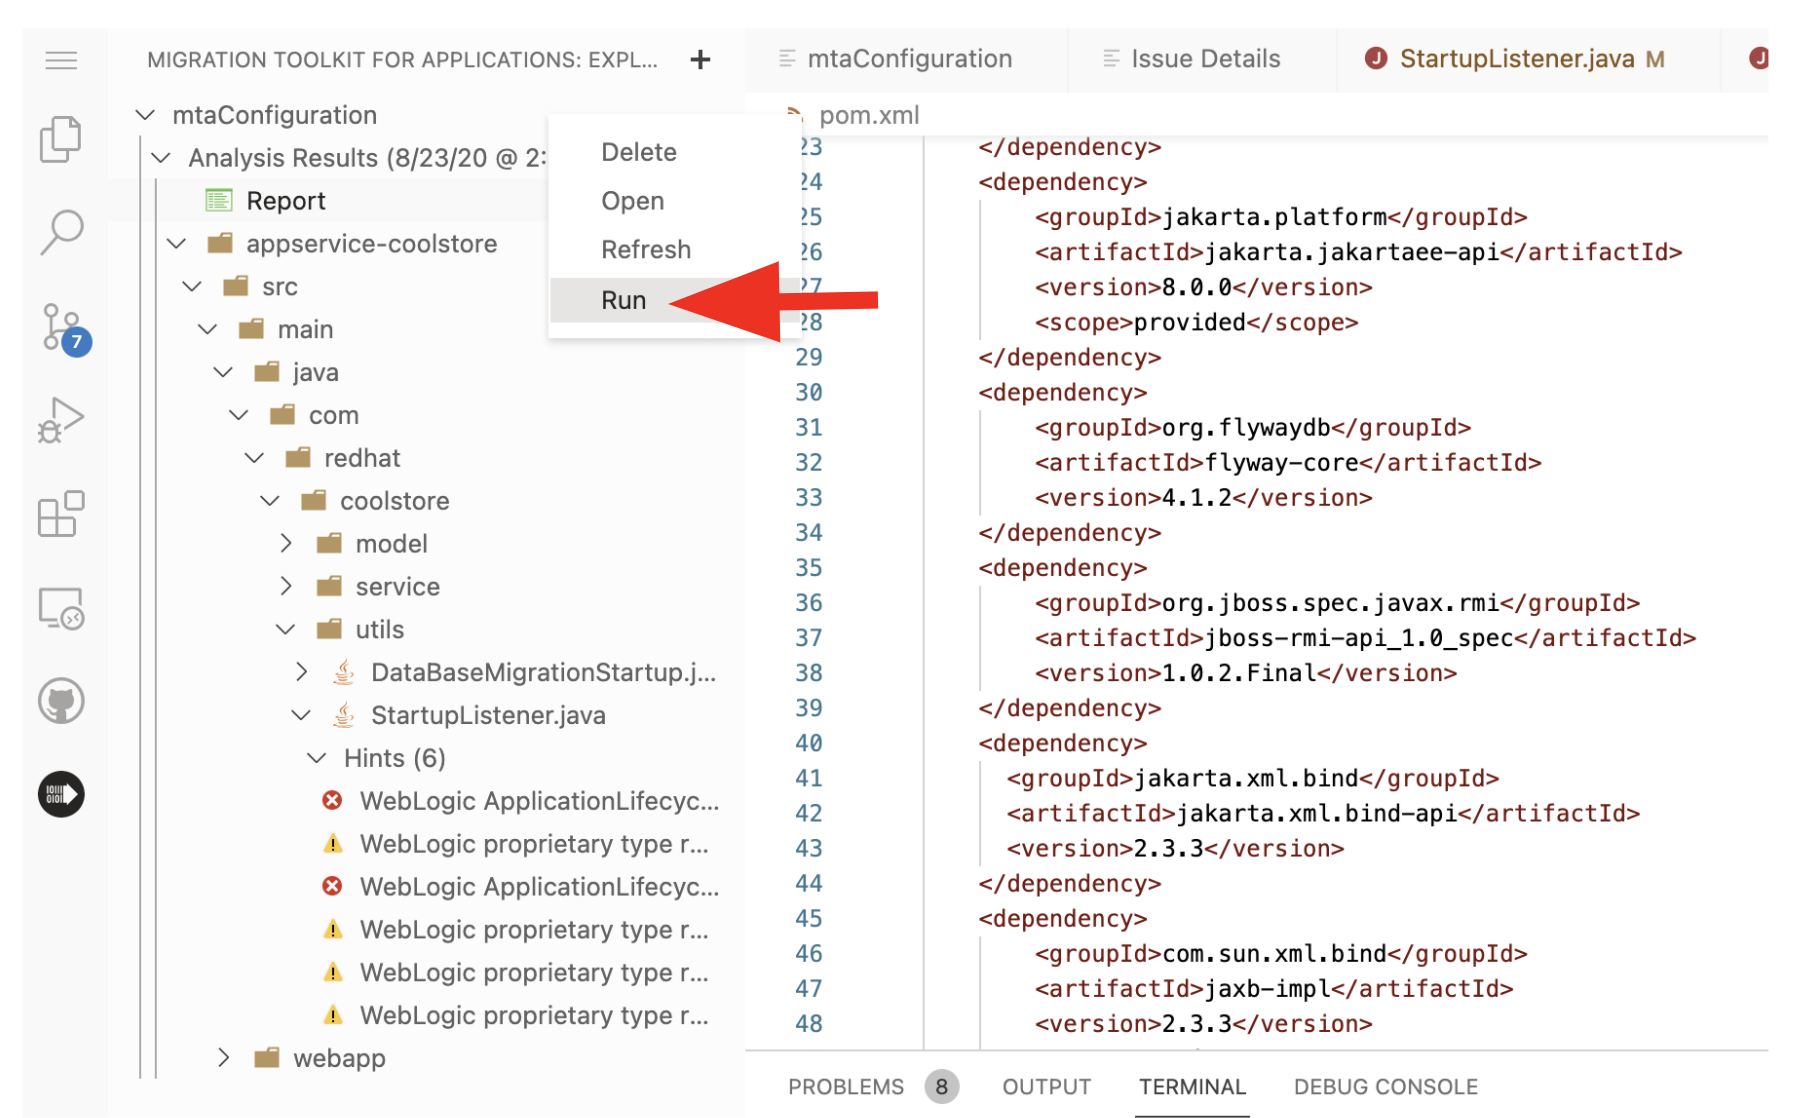 MIGRATION TOOLKIT FOR APPLICATIONS: EXPL... +
mtaConfiguration
Analysis Results (8/23/20 @ 2:
Report
appservice-coolstore
src
main
java
com
redhat
coolstore
model
service
utils
DataBaseMigrationStartup.j...
StartupListener.java
Hints (6)
WebLogic ApplicationLifecyc...
WebLogic proprietary type r...
WebLogic ApplicationLifecyc...
WebLogic proprietary type r...
WebLogic proprietary type r...
WebLogic proprietary type r...
webapp
7
Delete
Open
Refresh
Run
mtaConfiguration
Issue Details
J StartupListener.java M
J
pom.xml
23 </dependency>
24 <dependency>
25 <groupId>jakarta.platform</groupId>
26 <artifactId>jakarta.jakartaee-api</artifactId>
27 <version>8.0.0</version>
28 <scope>provided</scope>
29 </dependency>
30 <dependency>
31 <groupId>org.flywaydb</groupId>
32 <artifactId>flyway-core</artifactId>
33 <version>4.1.2</version>
34 </dependency>
35 <dependency>
36 <groupId>org.jboss.spec.javax.rmi</groupId>
37 <artifactId>jboss-rmi-api_1.0_spec</artifactId>
38 <version>1.0.2.Final</version>
39 </dependency>
40 <dependency>
41 <groupId>jakarta.xml.bind</groupId>
42 <artifactId>jakarta.xml.bind-api</artifactId>
43 <version>2.3.3</version>
44 </dependency>
45 <dependency>
46 <groupId>com.sun.xml.bind</groupId>
47 <artifactId>jaxb-impl</artifactId>
48 <version>2.3.3</version>
PROBLEMS 8 OUTPUT TERMINAL DEBUG CONSOLE